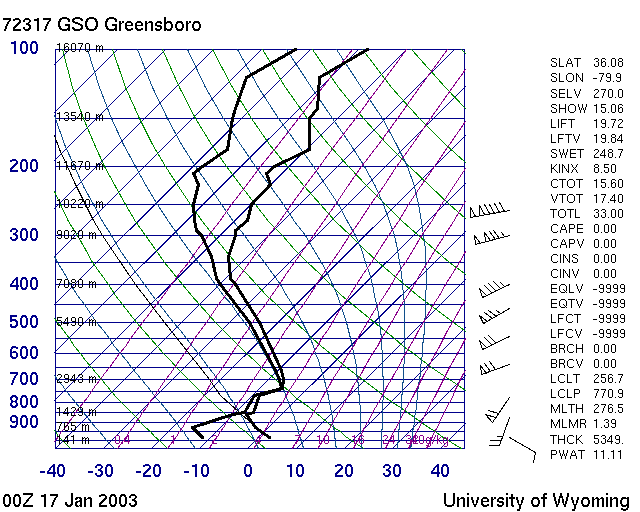 72317 GSO Greensboro
100
16070 m
13540 m
200
11670 m
10220 m
300
9020 m
400
7080 m
500
5490 m
600
700
2943 m
800
1429 m
900
765 m
141 m
0.4 1 2 4 7 10 16 24 32 40g/kg
-40 -30 -20 -10 0 10 20 30 40
00Z 17 Jan 2003
University of Wyoming
SLAT 36.08
SLON -79.9
SELV 270.0
SHOW 15.06
LIFT 19.72
LFTV 19.84
SWET 248.7
KINX 8.50
CTOT 15.60
VTOT 17.40
TOTL 33.00
CAPE 0.00
CAPV 0.00
CINS 0.00
CINV 0.00
EQLV -9999
EQTV -9999
LFCT -9999
LFCV -9999
BRCH 0.00
BRCV 0.00
LCLT 256.7
LCLP 770.9
MLTH 276.5
MLMR 1.39
THCK 5349.
PWAT 11.11